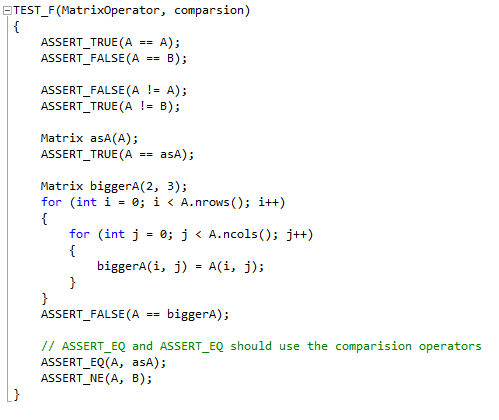 TEST_F(MatrixOperator, comparsion)
{
    ASSERT_TRUE(A == A);
    ASSERT_FALSE(A == B);

    ASSERT_FALSE(A != A);
    ASSERT_TRUE(A != B);

    Matrix asA(A);
    ASSERT_TRUE(A == asA);

    Matrix biggerA(2, 3);
    for (int i = 0; i < A.nrows(); i++)
    {
        for (int j = 0; j < A.ncols(); j++)
        {
            biggerA(i, j) = A(i, j);
        }
    }
    ASSERT_FALSE(A == biggerA);

    // ASSERT_EQ and ASSERT_EQ should use the comparision operators
    ASSERT_EQ(A, asA);
    ASSERT_NE(A, B);
}